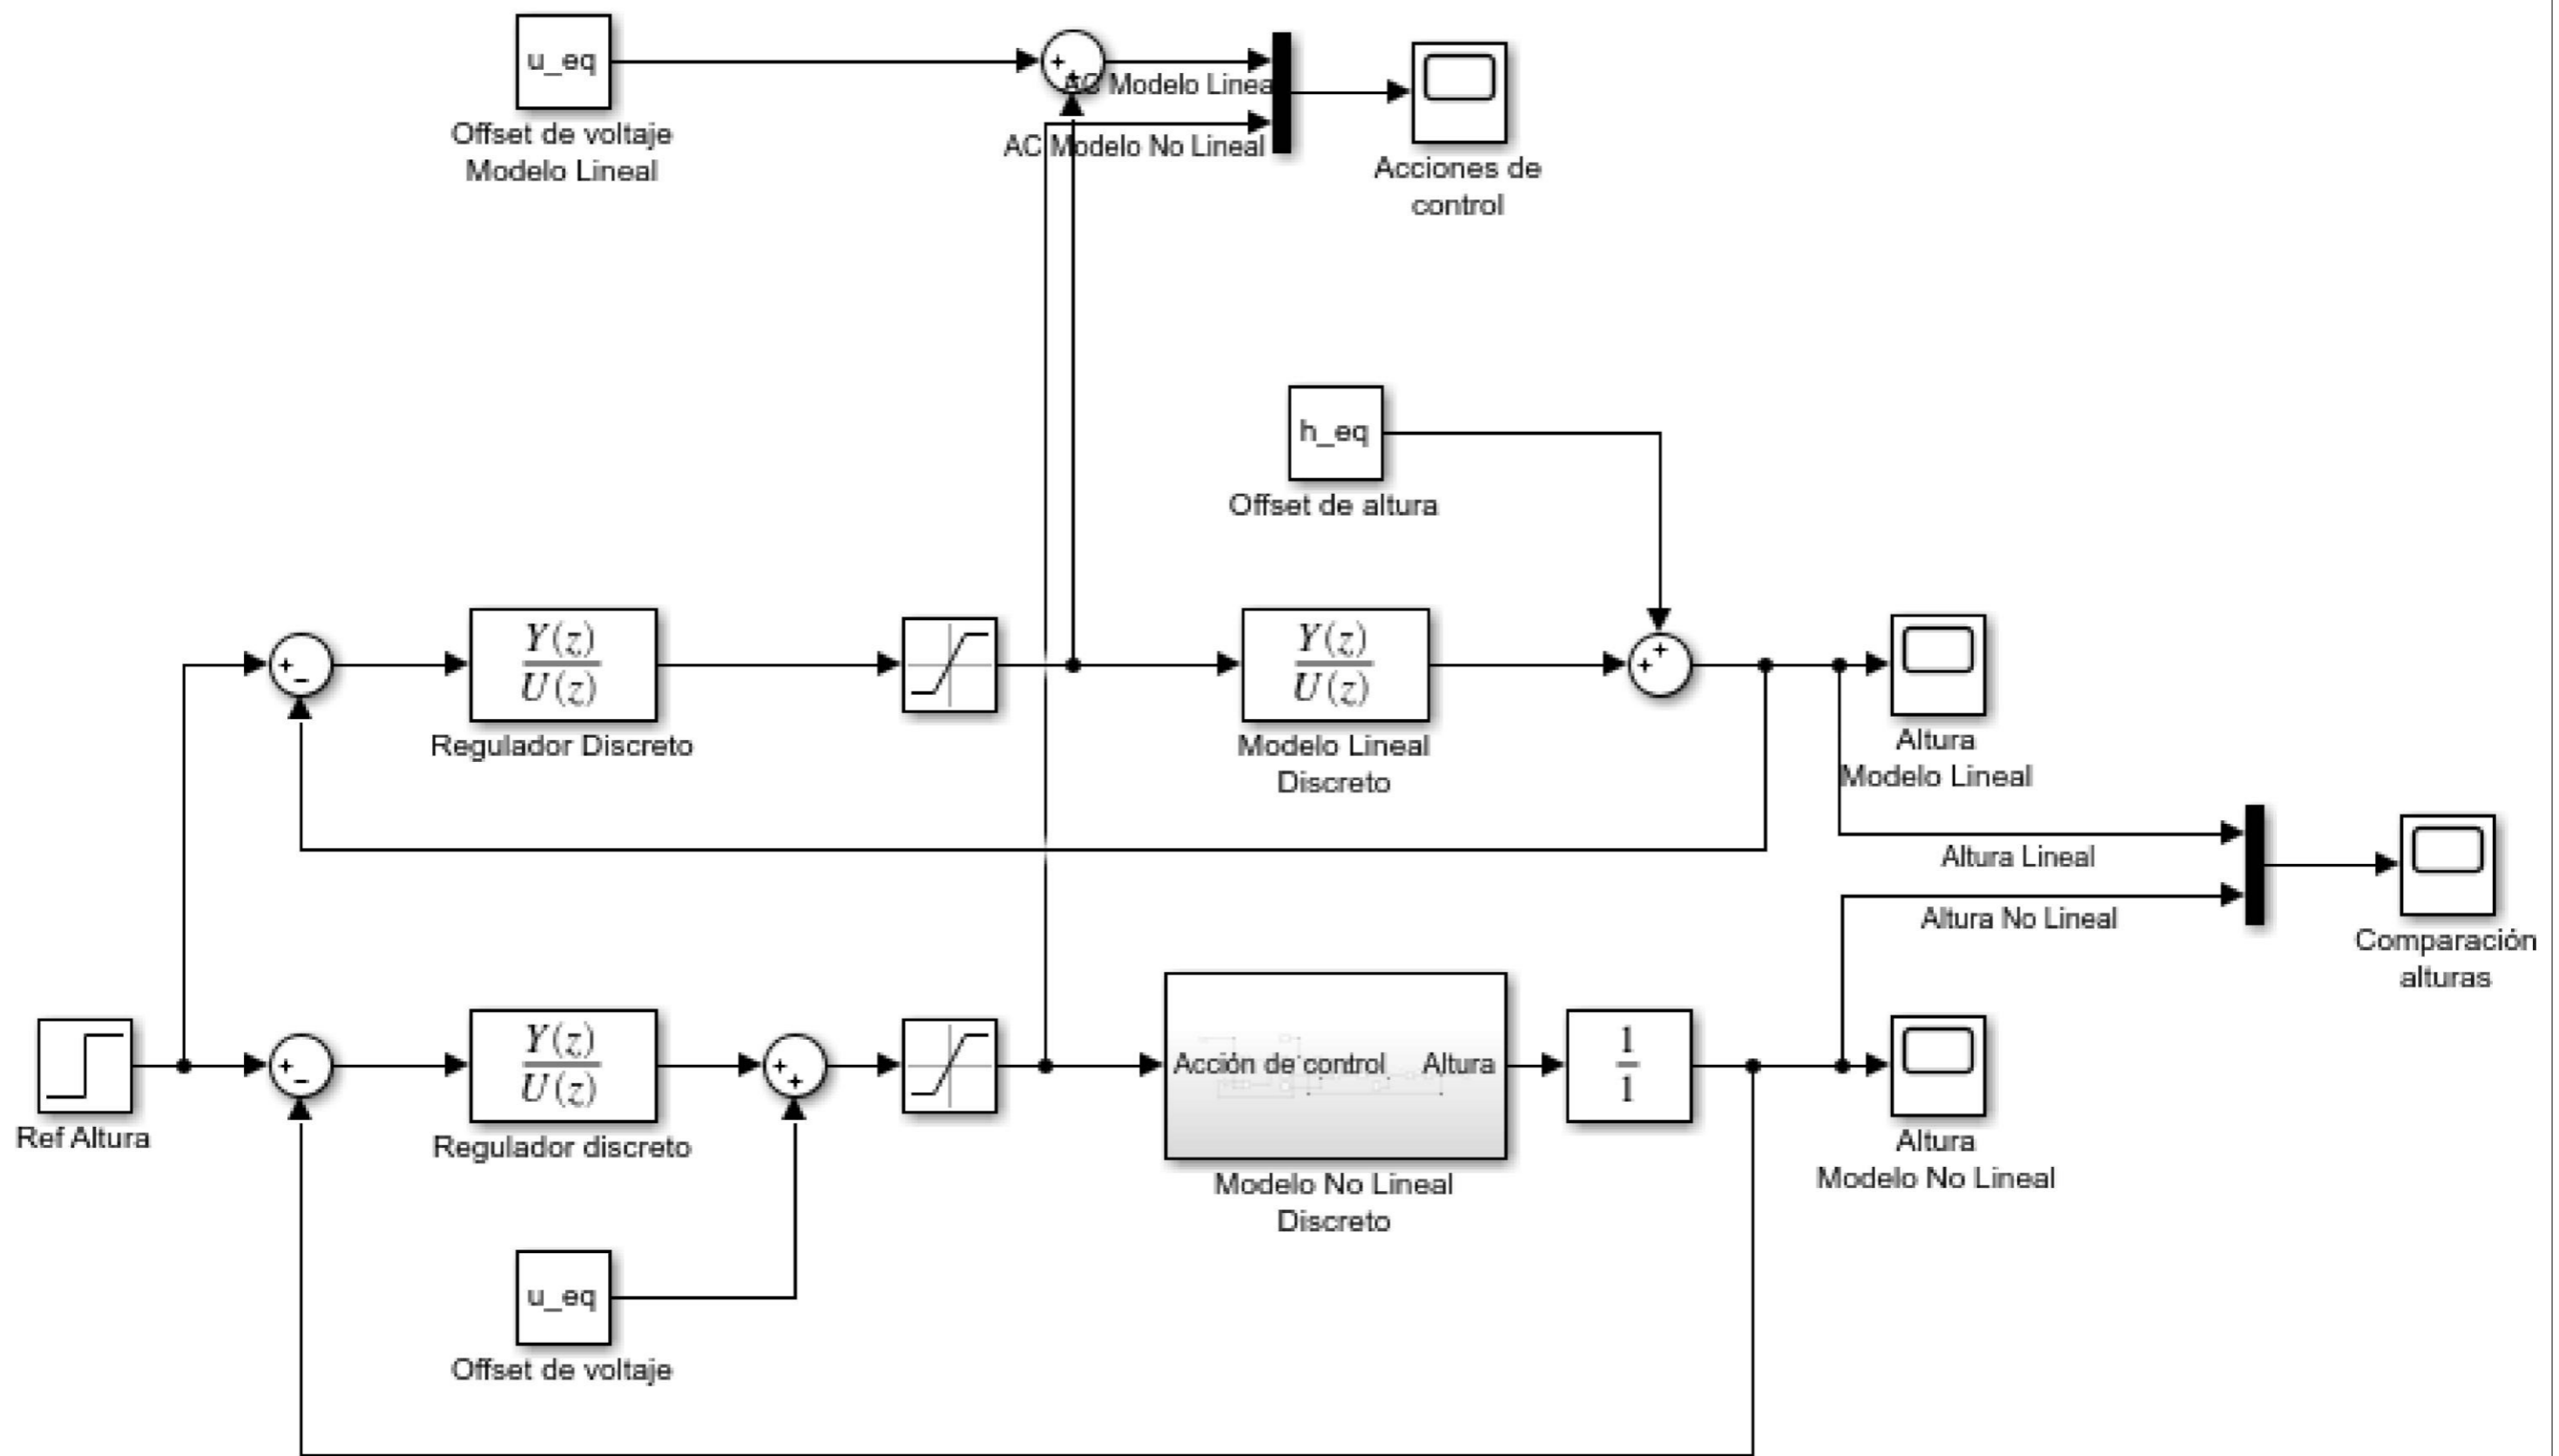 u_eq
Offset de voltaje
Modelo Lineal
+
+
AC Modelo Linea
AC Modelo No Lineal
Acciones de
control
h_eq
Offset de altura
+
−
Y(z)
U(z)
Regulador Discreto
Y(z)
U(z)
Modelo Lineal
Discreto
+
+
Altura
Modelo Lineal
Altura Lineal
Altura No Lineal
Comparación
alturas
Ref Altura
+
−
Y(z)
U(z)
Regulador discreto
+
+
Acción de control
Altura
Modelo No Lineal
Discreto
1
1
Altura
Modelo No Lineal
u_eq
Offset de voltaje